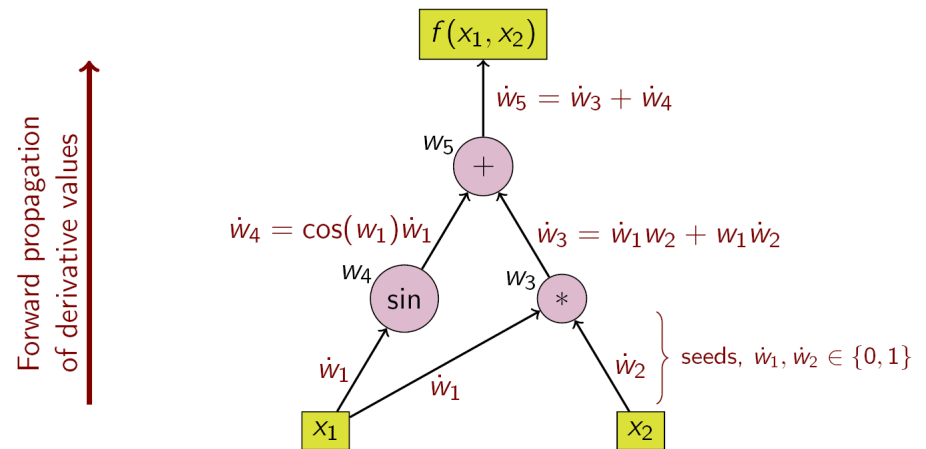 f(x₁, x₂)
ẇ₅ = ẇ₃ + ẇ₄
w₅
+
ẇ₄ = cos(w₁)ẇ₁
ẇ₃ = ẇ₁w₂ + w₁ẇ₂
w₄
sin
w₃
*
ẇ₁
ẇ₁
ẇ₂
seeds, ẇ₁, ẇ₂ ∈ {0, 1}
x₁
x₂
Forward propagation
of derivative values